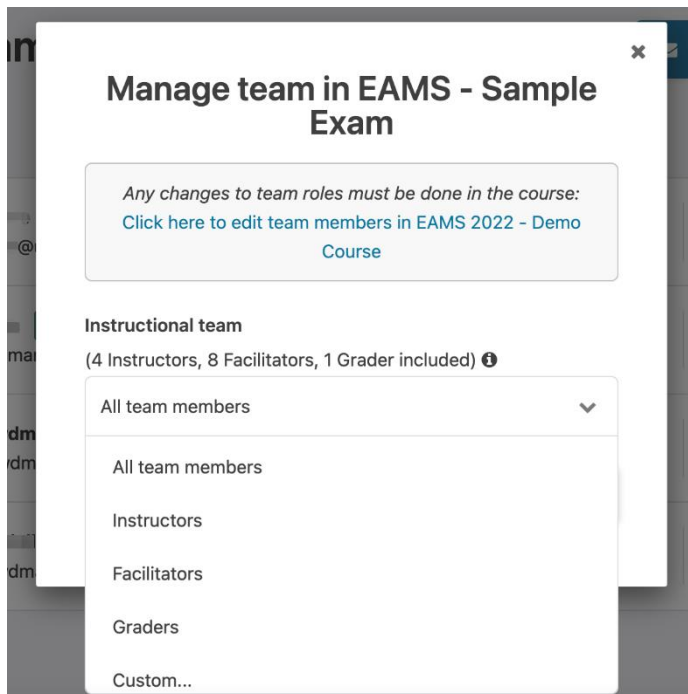 Manage team in EAMS - Sample
Exam
Any changes to team roles must be done in the course:
Click here to edit team members in EAMS 2022 - Demo
Course
Instructional team
(4 Instructors, 8 Facilitators, 1 Grader included)
All team members
All team members
Instructors
Facilitators
Graders
Custom...